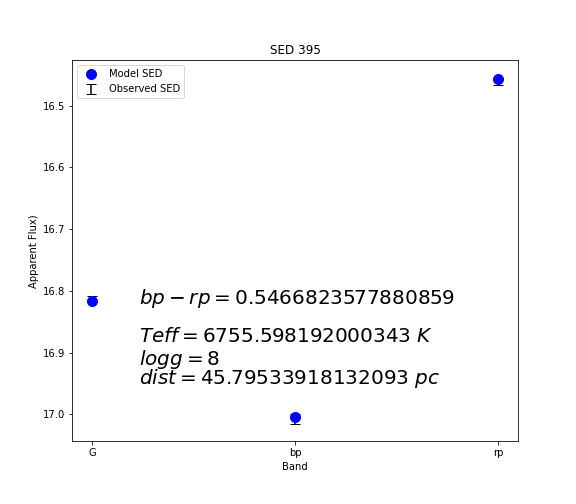 SED 395
Model SED
Observed SED
Apparent Flux)
16.5
16.6
16.7
16.8
16.9
17.0
bp − rp = 0.5466823577880859
Teff = 6755.598192000343 K
logg = 8
dist = 45.79533918132093 pc
G
bp
rp
Band